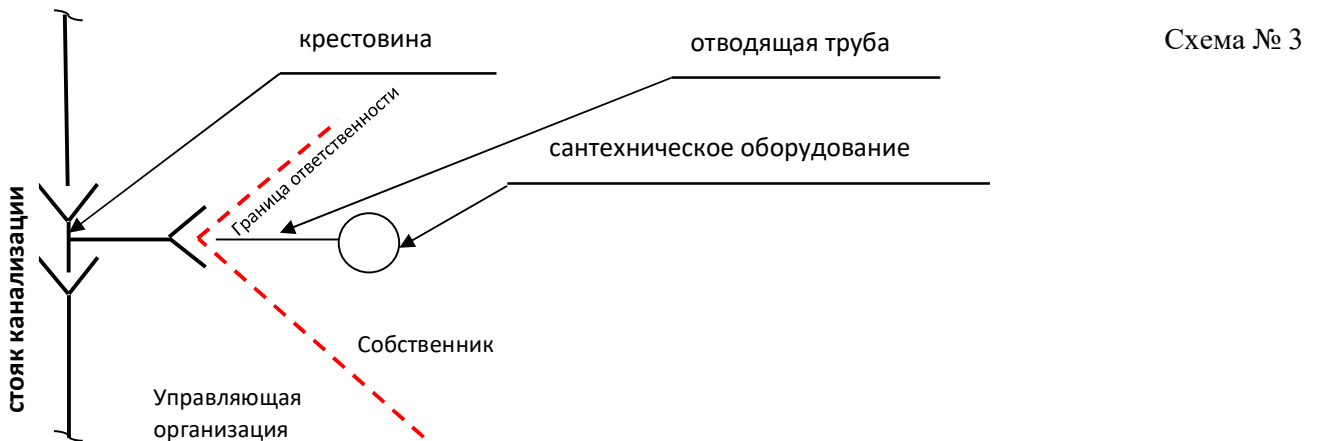 Схема № 3
крестовина
отводящая труба
Граница ответственности
сантехническое оборудование
стояк канализации
Собственник
Управляющая
организация